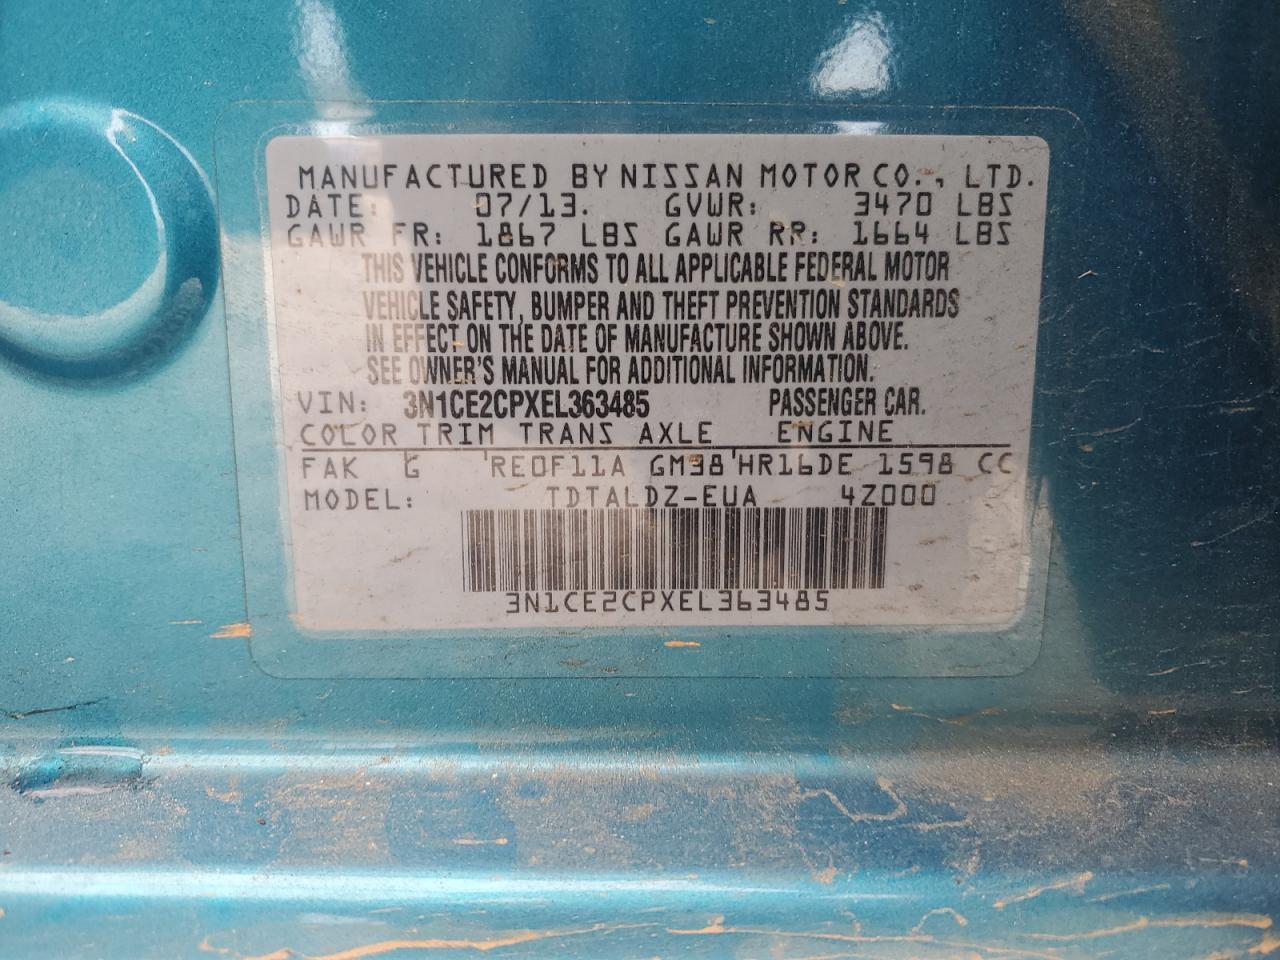 MANUFACTURED BY NISSAN MOTOR CO., LTD.
DATE: 07/13. GVWR: 3470 LBS
GAWR FR: 1867 LBS GAWR RR: 1664 LBS
THIS VEHICLE CONFORMS TO ALL APPLICABLE FEDERAL MOTOR
VEHICLE SAFETY, BUMPER AND THEFT PREVENTION STANDARDS
IN EFFECT ON THE DATE OF MANUFACTURE SHOWN ABOVE.
SEE OWNER'S MANUAL FOR ADDITIONAL INFORMATION.
VIN: 3N1CE2CPXEL363485 PASSENGER CAR.
COLOR TRIM TRANS AXLE ENGINE
FAK G RE0F11A GM38 HR16DE 1598 CC
MODEL: TDTALDZ-EUA 4Z000
3N1CE2CPXEL363485